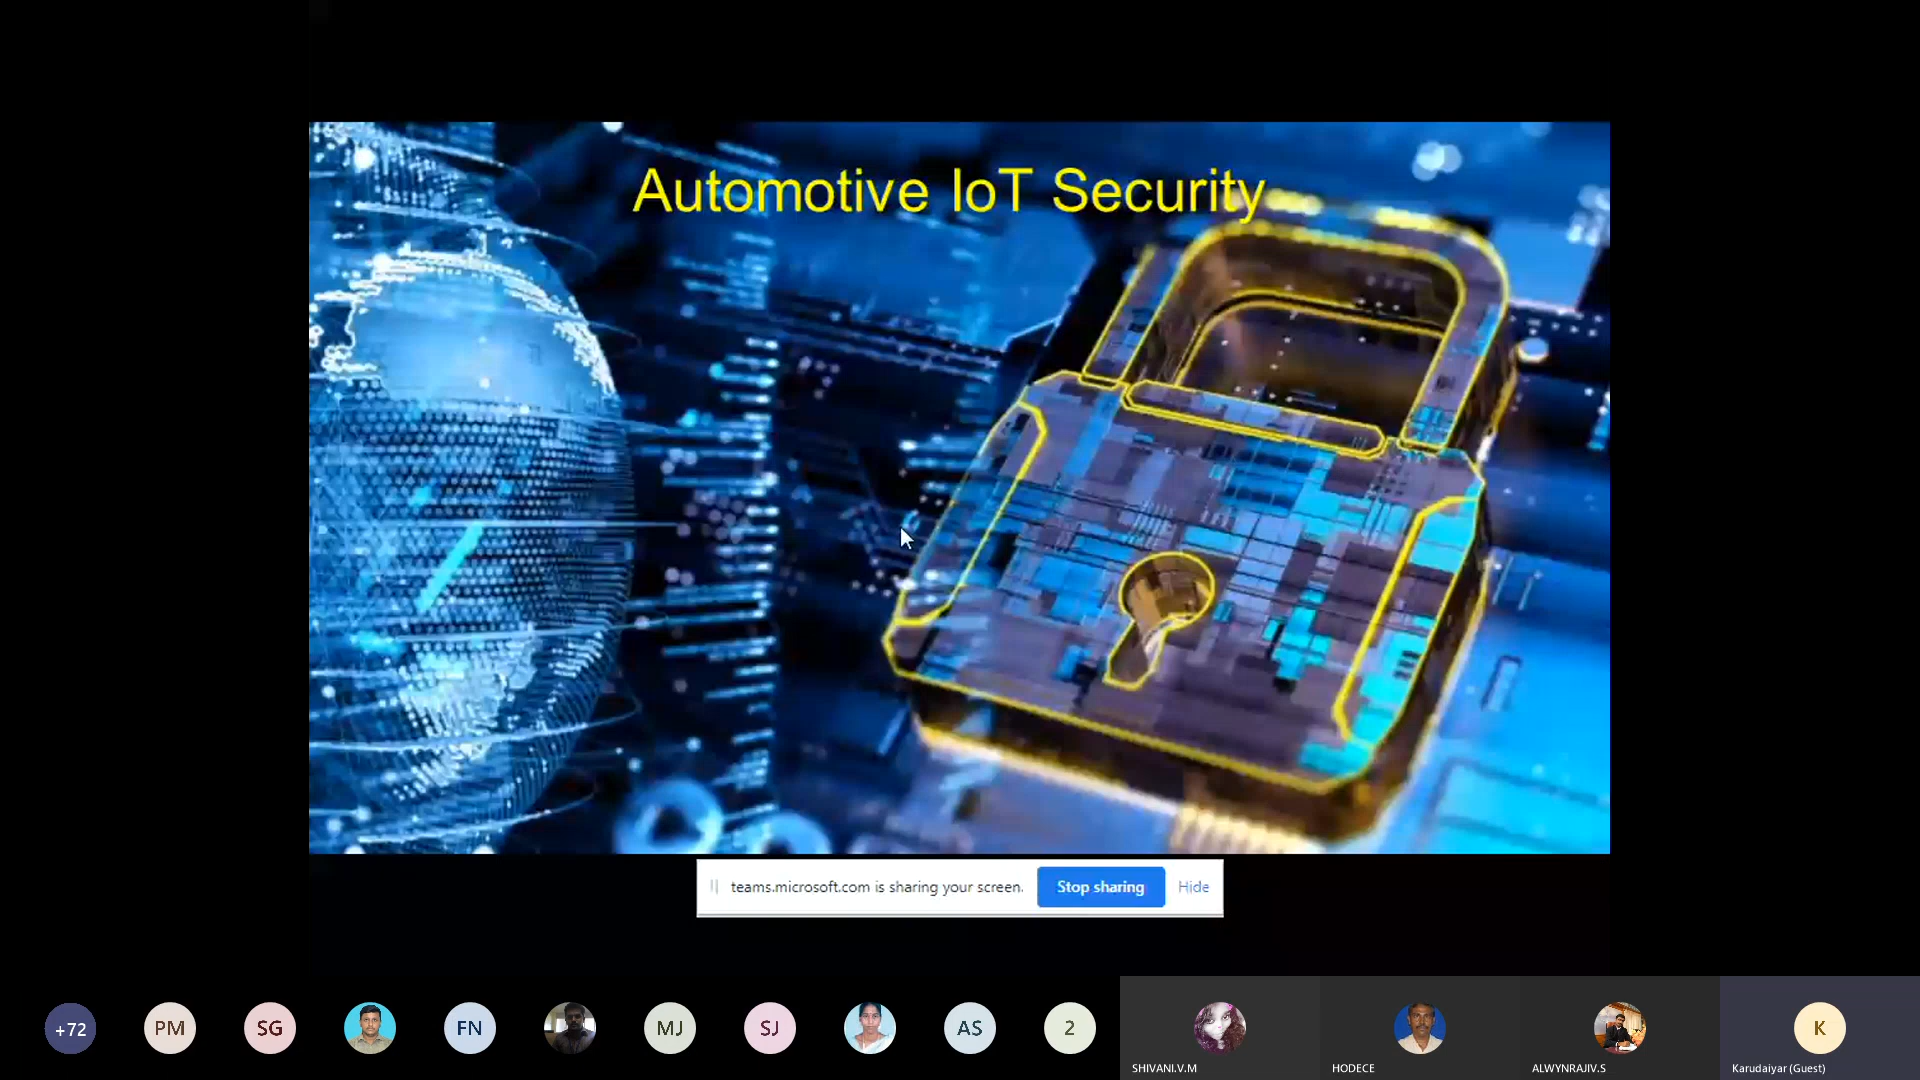 Automotive IoT Security
teams.microsoft.com is sharing your screen.
Stop sharing
Hide
+72
PM
SG
FN
MJ
SJ
AS
2
K
SHIVANI.V.M
HODECE
ALWYNRAJIV.S
Karudaiyar (Guest)